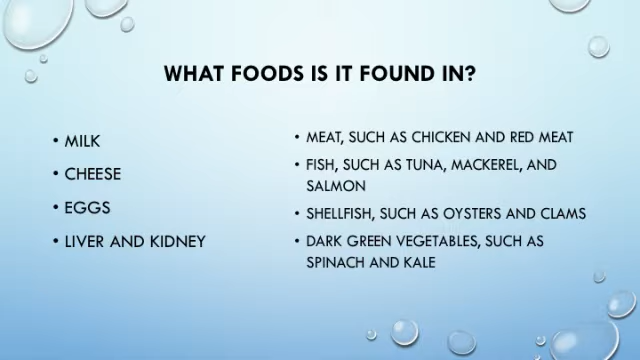 WHAT FOODS IS IT FOUND IN?
• MILK
• CHEESE
• EGGS
• LIVER AND KIDNEY
• MEAT, SUCH AS CHICKEN AND RED MEAT
• FISH, SUCH AS TUNA, MACKEREL, AND
SALMON
• SHELLFISH, SUCH AS OYSTERS AND CLAMS
• DARK GREEN VEGETABLES, SUCH AS
SPINACH AND KALE